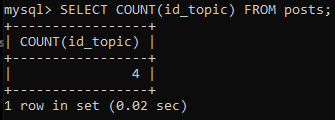 mysql> SELECT COUNT(id_topic) FROM posts;
+-----------------+
| COUNT(id_topic) |
+-----------------+
|               4 |
+-----------------+
1 row in set (0.02 sec)